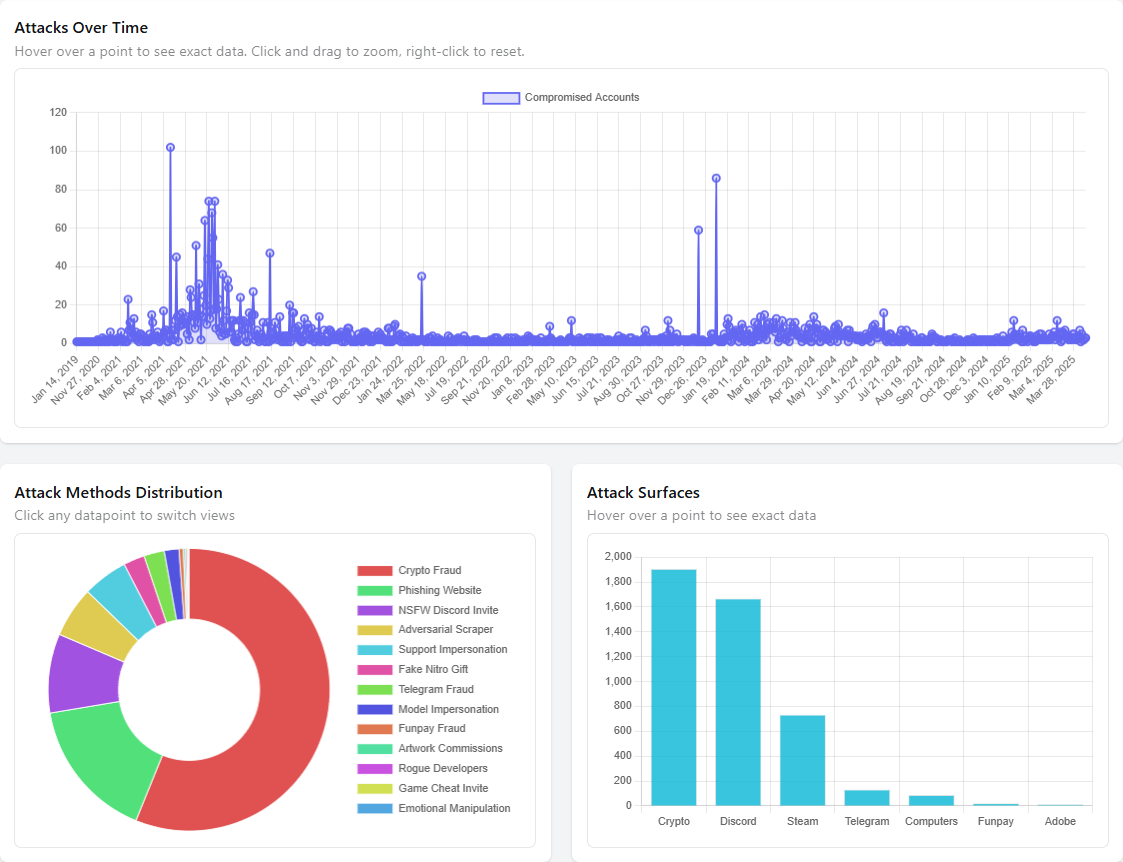 Attacks Over Time
Hover over a point to see exact data. Click and drag to zoom, right-click to reset.
Compromised Accounts
120
100
80
60
40
20
0
Jan 14, 2019
Nov 27, 2020
Feb 4, 2021
Mar 6, 2021
Apr 5, 2021
Apr 28, 2021
May 20, 2021
Jun 12, 2021
Jul 16, 2021
Aug 17, 2021
Sep 12, 2021
Oct 7, 2021
Nov 3, 2021
Nov 29, 2021
Dec 23, 2021
Jan 24, 2022
Mar 25, 2022
May 18, 2022
Jul 19, 2022
Sep 21, 2022
Nov 20, 2022
Jan 8, 2023
Feb 28, 2023
May 10, 2023
Jun 15, 2023
Jul 21, 2023
Aug 30, 2023
Oct 27, 2023
Nov 29, 2023
Dec 26, 2023
Jan 19, 2024
Feb 11, 2024
Mar 6, 2024
Mar 29, 2024
Apr 20, 2024
May 12, 2024
Jun 4, 2024
Jun 27, 2024
Jul 21, 2024
Aug 19, 2024
Sep 21, 2024
Oct 28, 2024
Dec 3, 2024
Jan 10, 2025
Feb 9, 2025
Mar 4, 2025
Mar 28, 2025
Attack Methods Distribution
Click any datapoint to switch views
Crypto Fraud
Phishing Website
NSFW Discord Invite
Adversarial Scraper
Support Impersonation
Fake Nitro Gift
Telegram Fraud
Model Impersonation
Funpay Fraud
Artwork Commissions
Rogue Developers
Game Cheat Invite
Emotional Manipulation
Attack Surfaces
Hover over a point to see exact data
2,000
1,800
1,600
1,400
1,200
1,000
800
600
400
200
0
Crypto
Discord
Steam
Telegram
Computers
Funpay
Adobe